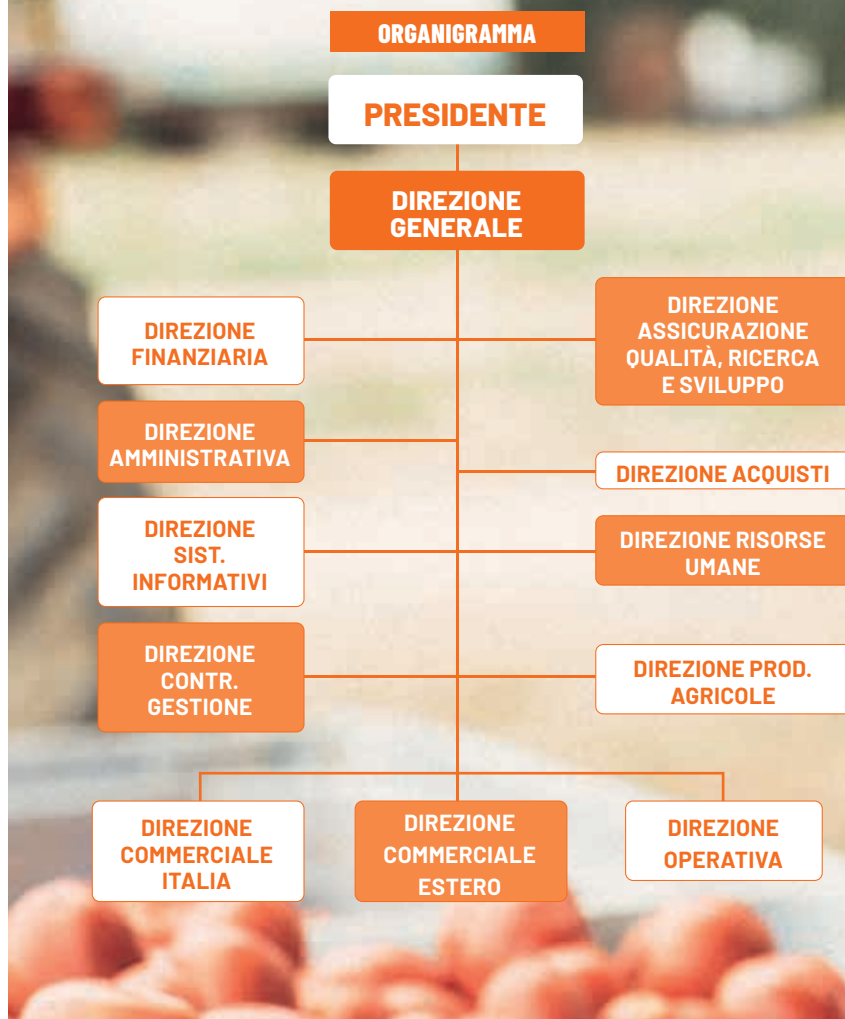 ORGANIGRAMMA
PRESIDENTE
DIREZIONE
GENERALE
DIREZIONE
FINANZIARIA
DIREZIONE
ASSICURAZIONE
QUALITÀ, RICERCA
E SVILUPPO
DIREZIONE
AMMINISTRATIVA
DIREZIONE ACQUISTI
DIREZIONE
SIST.
INFORMATIVI
DIREZIONE RISORSE
UMANE
DIREZIONE
CONTR.
GESTIONE
DIREZIONE PROD.
AGRICOLE
DIREZIONE
COMMERCIALE
ITALIA
DIREZIONE
COMMERCIALE
ESTERO
DIREZIONE
OPERATIVA